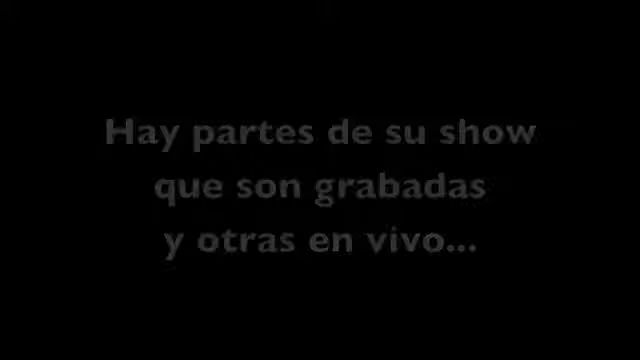 Hay partes de su show
que son grabadas
y otras en vivo...